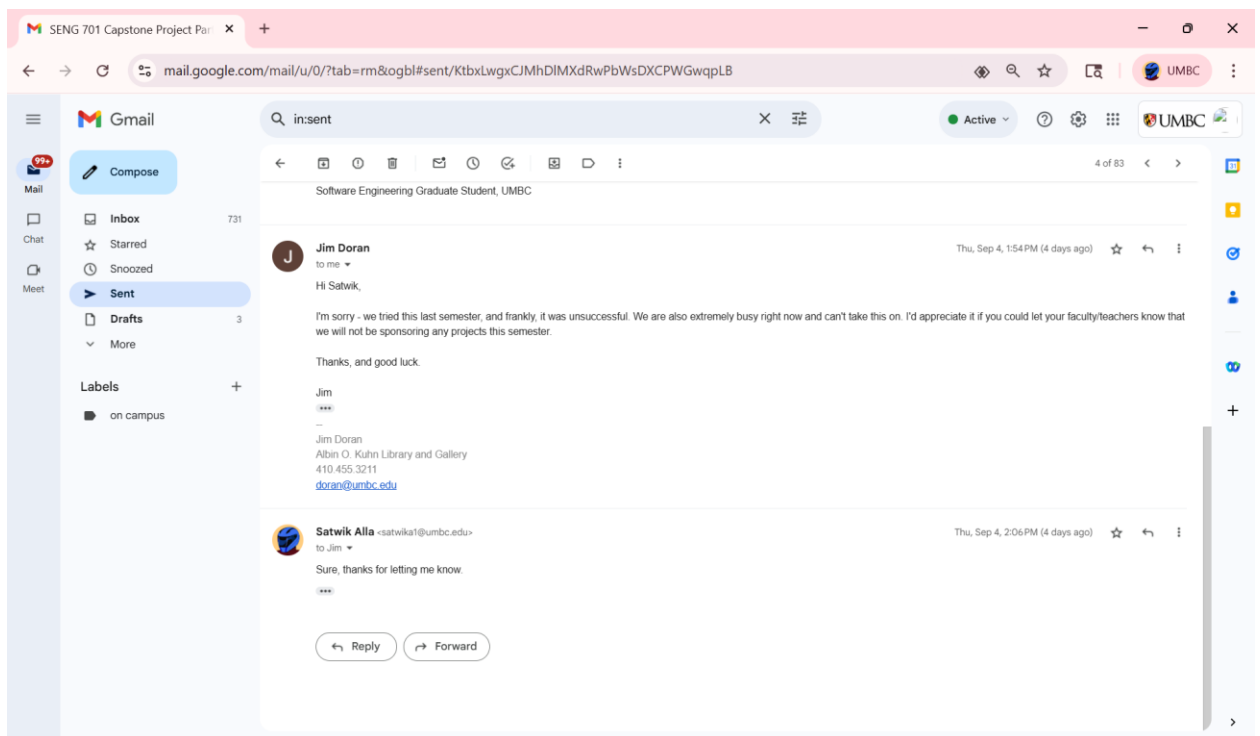 SENG 701 Capstone Project Par
mail.google.com/mail/u/0/?tab=rm&ogbl#sent/KtbxLwgxCJMhDlMXdRwPbWsDXCPWGwqpLB
UMBC
Gmail
in:sent
Active
UMBC
99+
Mail
Chat
Meet
Compose
Inbox 731
Starred
Snoozed
Sent
Drafts 3
More
Labels
on campus
4 of 83
31
Software Engineering Graduate Student, UMBC
J
Jim Doran
Thu, Sep 4, 1:54 PM (4 days ago)
to me
Hi Satwik,
I'm sorry - we tried this last semester, and frankly, it was unsuccessful. We are also extremely busy right now and can't take this on. I'd appreciate it if you could let your faculty/teachers know that
we will not be sponsoring any projects this semester.
Thanks, and good luck.
Jim
--
Jim Doran
Albin O. Kuhn Library and Gallery
410.455.3211
doran@umbc.edu
Satwik Alla <satwika1@umbc.edu>
Thu, Sep 4, 2:06 PM (4 days ago)
to Jim
Sure, thanks for letting me know.
Reply
Forward